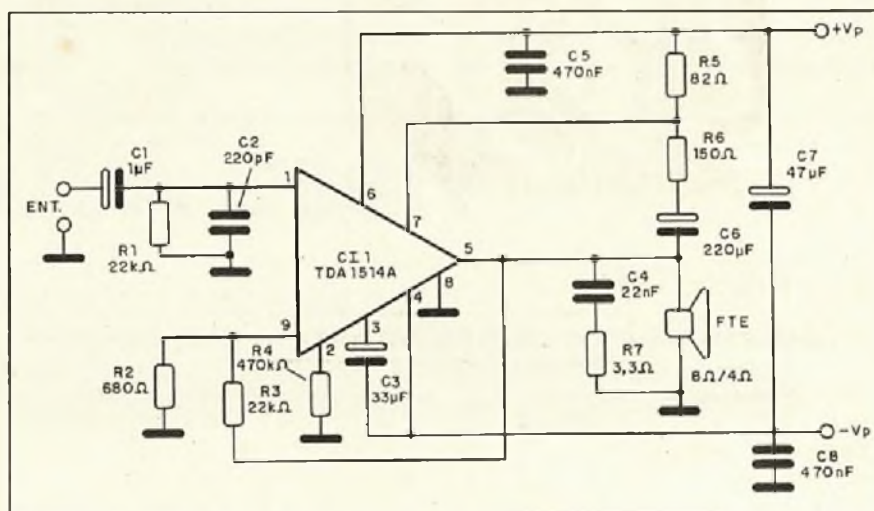 C5
470nF
+Vp
R5
82Ω
R6
150Ω
C7
47µF
C6
220µF
C1
1µF
C2
220pF
ENT.
R1
22kΩ
1
6
7
CI1
TDA1514A
5
8
4
9
3
2
C4
22nF
FTE
R7
3,3Ω
8Ω/4Ω
R2
680Ω
R4
470kΩ
R3
22kΩ
C3
33µF
-Vp
C8
470nF